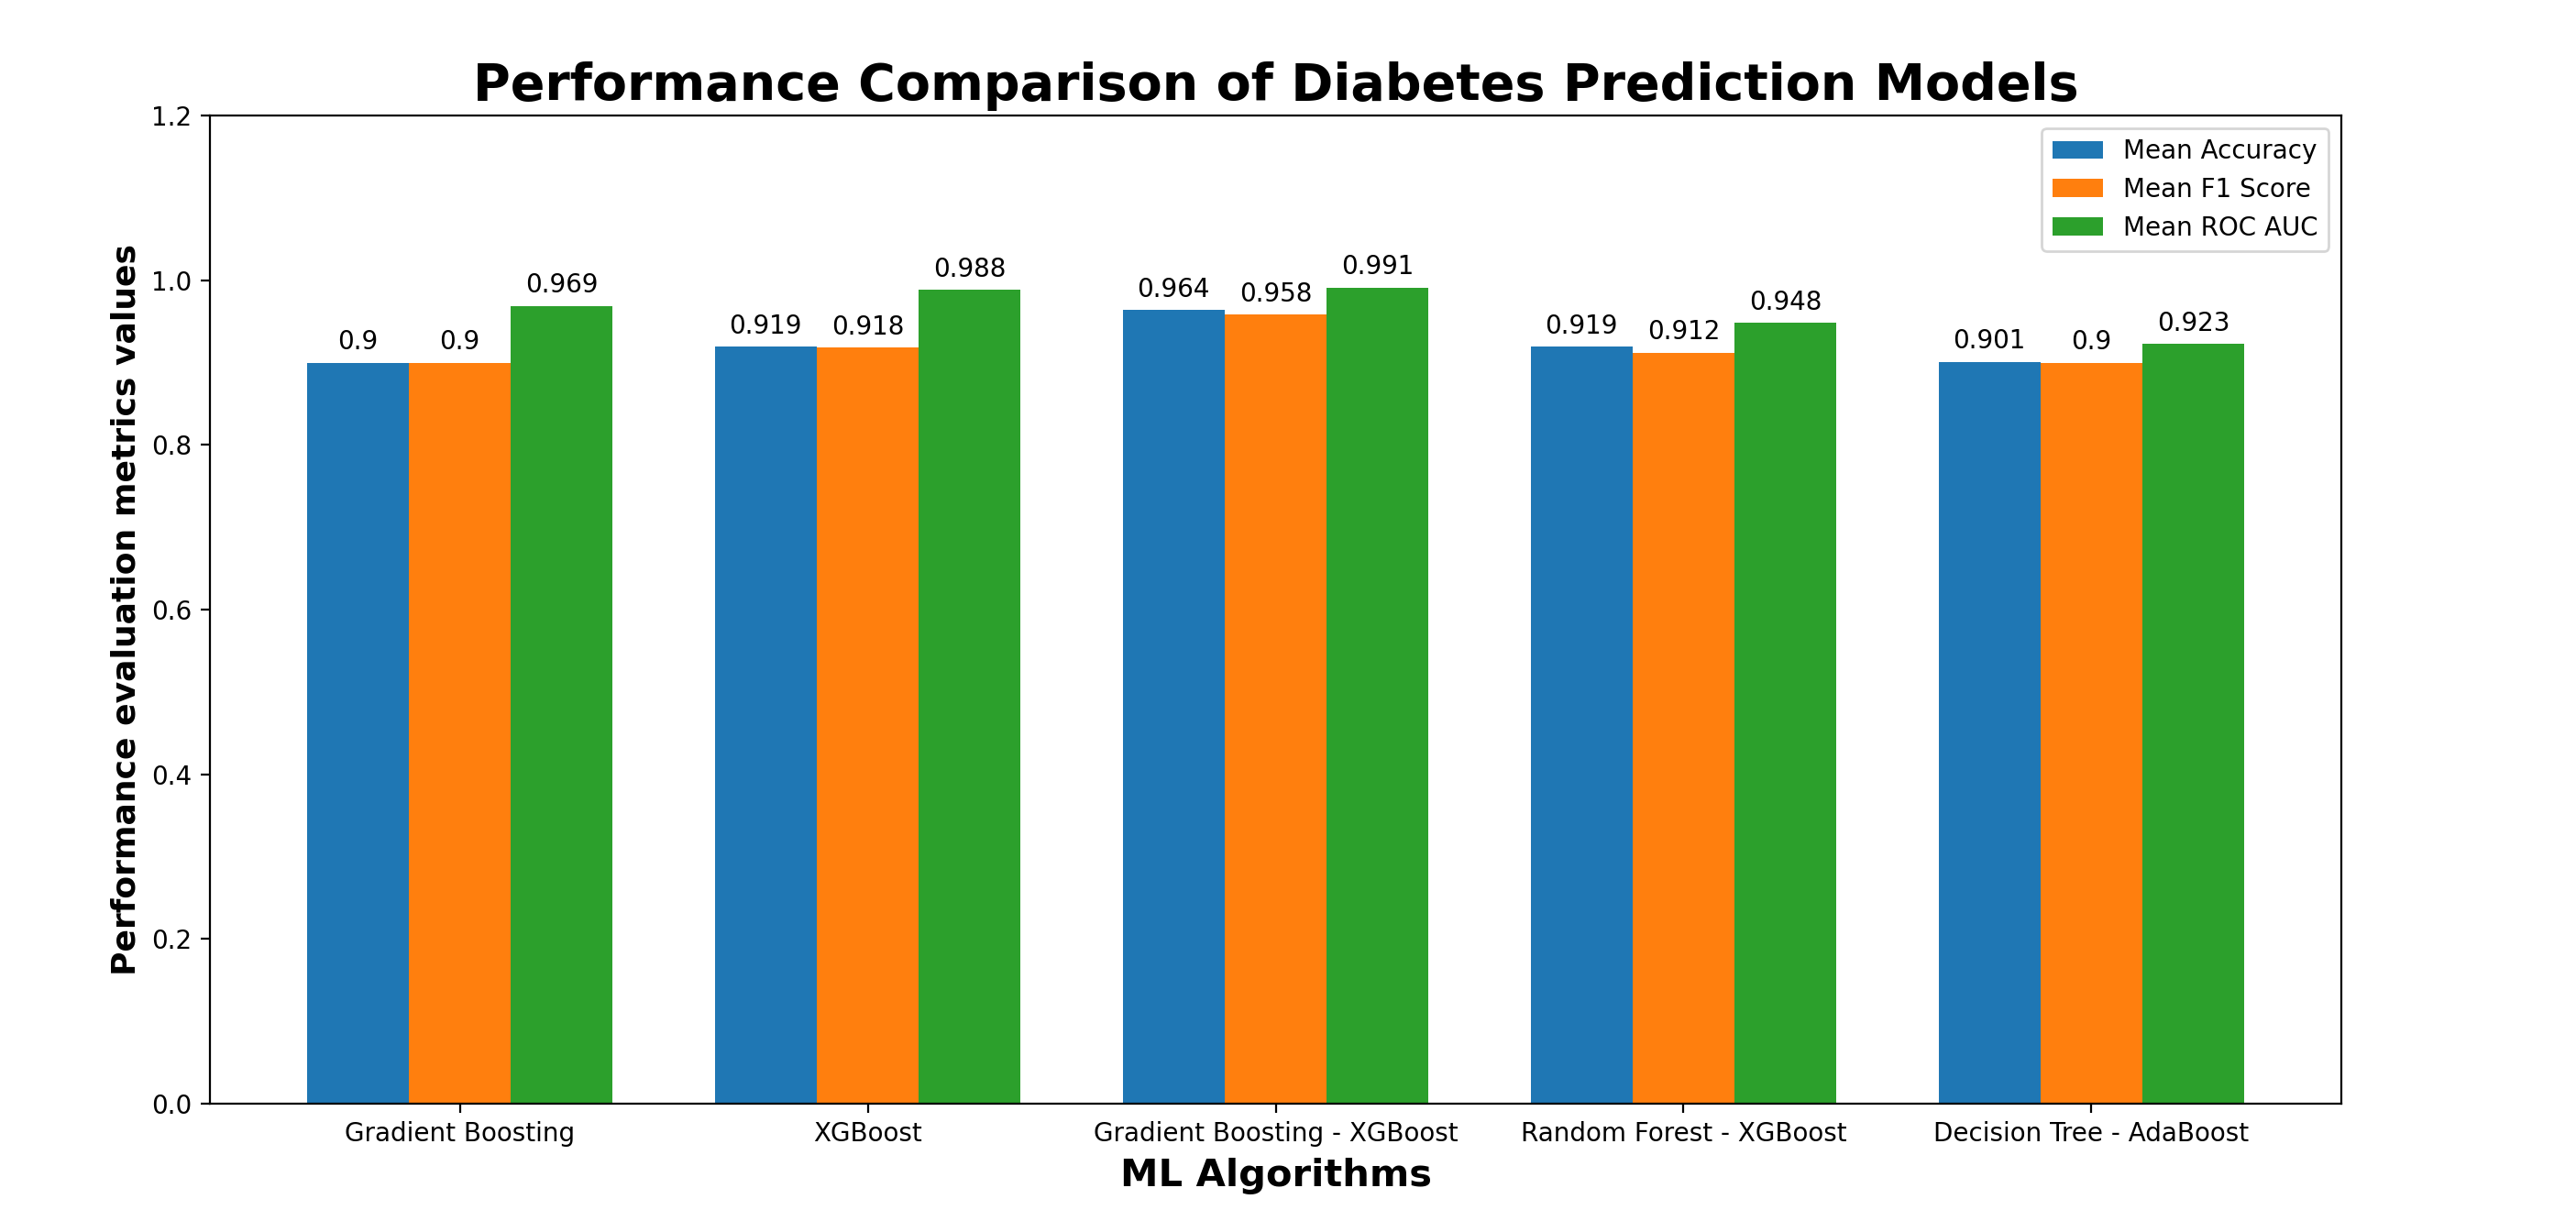 Performance Comparison of Diabetes Prediction Models
Performance evaluation metrics values
1.2
1.0
0.8
0.6
0.4
0.2
0.0
Mean Accuracy
Mean F1 Score
Mean ROC AUC
0.9 0.9 0.969
0.919 0.918 0.988
0.964 0.958 0.991
0.919 0.912 0.948
0.901 0.9 0.923
Gradient Boosting
XGBoost
Gradient Boosting - XGBoost
Random Forest - XGBoost
Decision Tree - AdaBoost
ML Algorithms